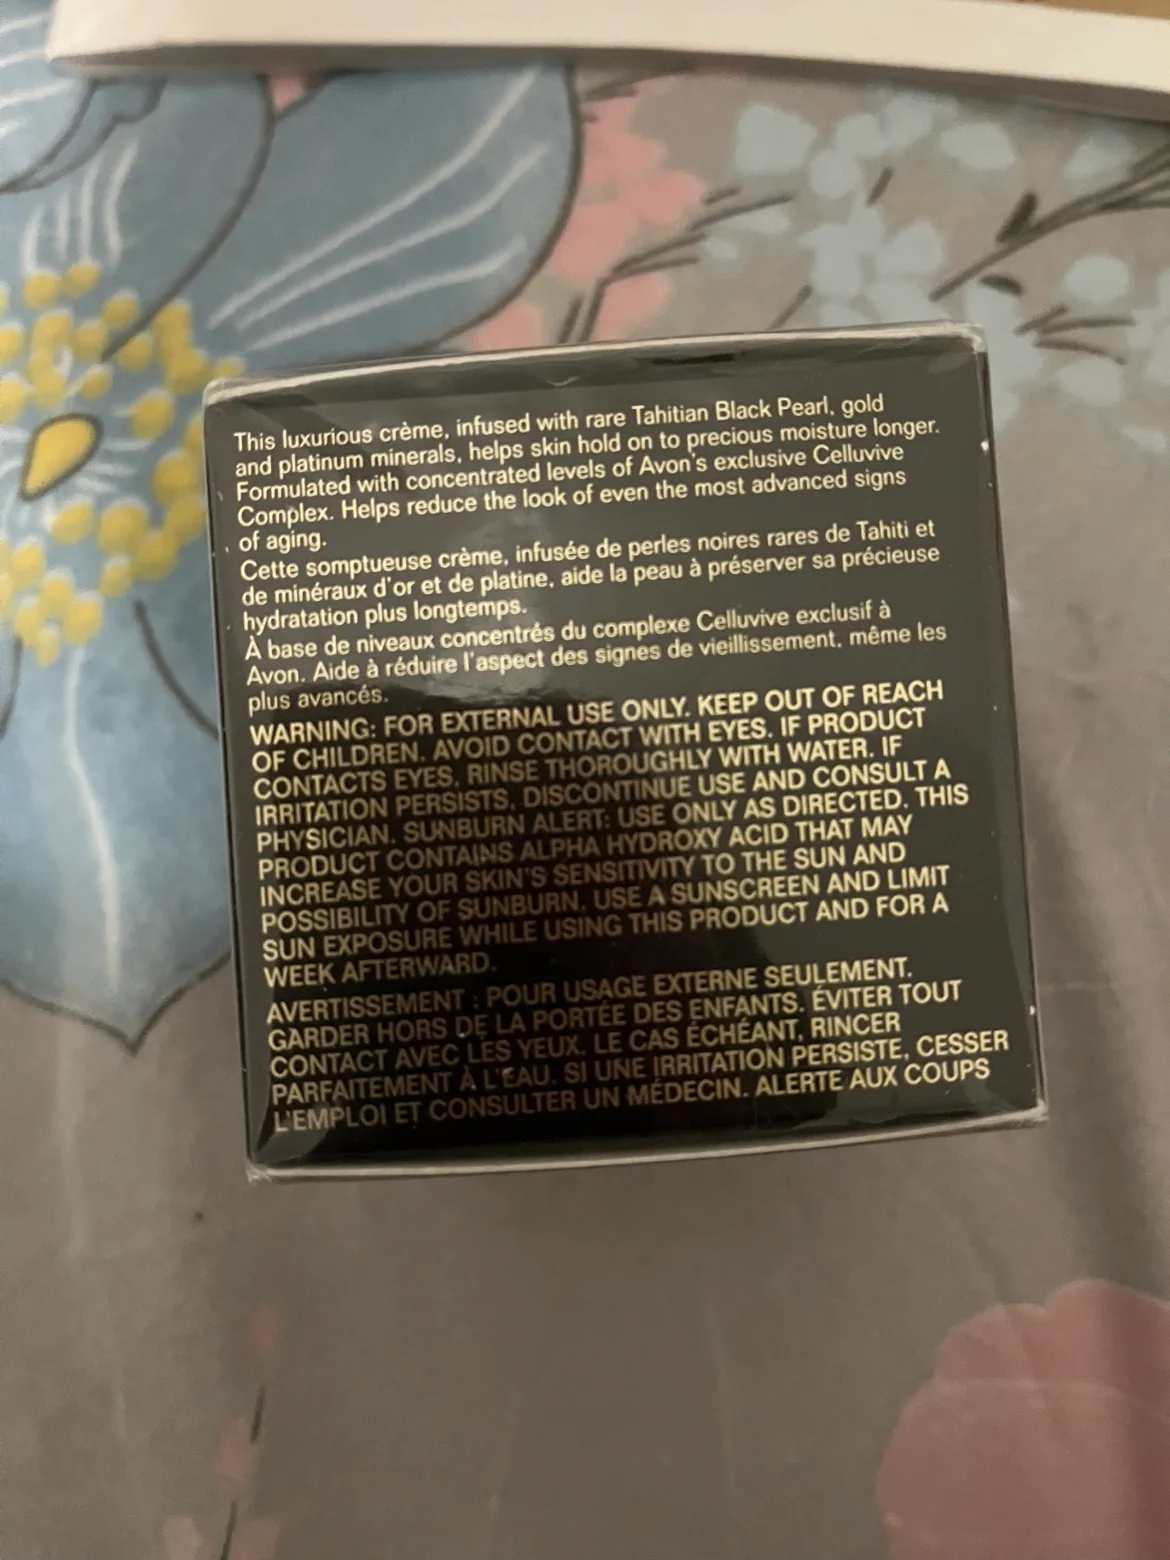 This luxurious crème, infused with rare Tahitian Black Pearl, gold
and platinum minerals, helps skin hold on to precious moisture longer.
Formulated with concentrated levels of Avon's exclusive Celluvive
Complex. Helps reduce the look of even the most advanced signs
of aging.
Cette somptueuse crème, infusée de perles noires rares de Tahiti et
de minéraux d'or et de platine, aide la peau à préserver sa précieuse
hydratation plus longtemps.
À base de niveaux concentrés du complexe Celluvive exclusif à
Avon. Aide à réduire l'aspect des signes de vieillissement, même les
plus avancés.
WARNING: FOR EXTERNAL USE ONLY. KEEP OUT OF REACH
OF CHILDREN. AVOID CONTACT WITH EYES. IF PRODUCT
CONTACTS EYES, RINSE THOROUGHLY WITH WATER. IF
IRRITATION PERSISTS, DISCONTINUE USE AND CONSULT A
PHYSICIAN. SUNBURN ALERT: USE ONLY AS DIRECTED. THIS
PRODUCT CONTAINS ALPHA HYDROXY ACID THAT MAY
INCREASE YOUR SKIN'S SENSITIVITY TO THE SUN AND
POSSIBILITY OF SUNBURN. USE A SUNSCREEN AND LIMIT
SUN EXPOSURE WHILE USING THIS PRODUCT AND FOR A
WEEK AFTERWARD.
AVERTISSEMENT : POUR USAGE EXTERNE SEULEMENT.
GARDER HORS DE LA PORTÉE DES ENFANTS. ÉVITER TOUT
CONTACT AVEC LES YEUX. LE CAS ÉCHÉANT, RINCER
PARFAITEMENT À L'EAU. SI UNE IRRITATION PERSISTE, CESSER
L'EMPLOI ET CONSULTER UN MÉDECIN. ALERTE AUX COUPS